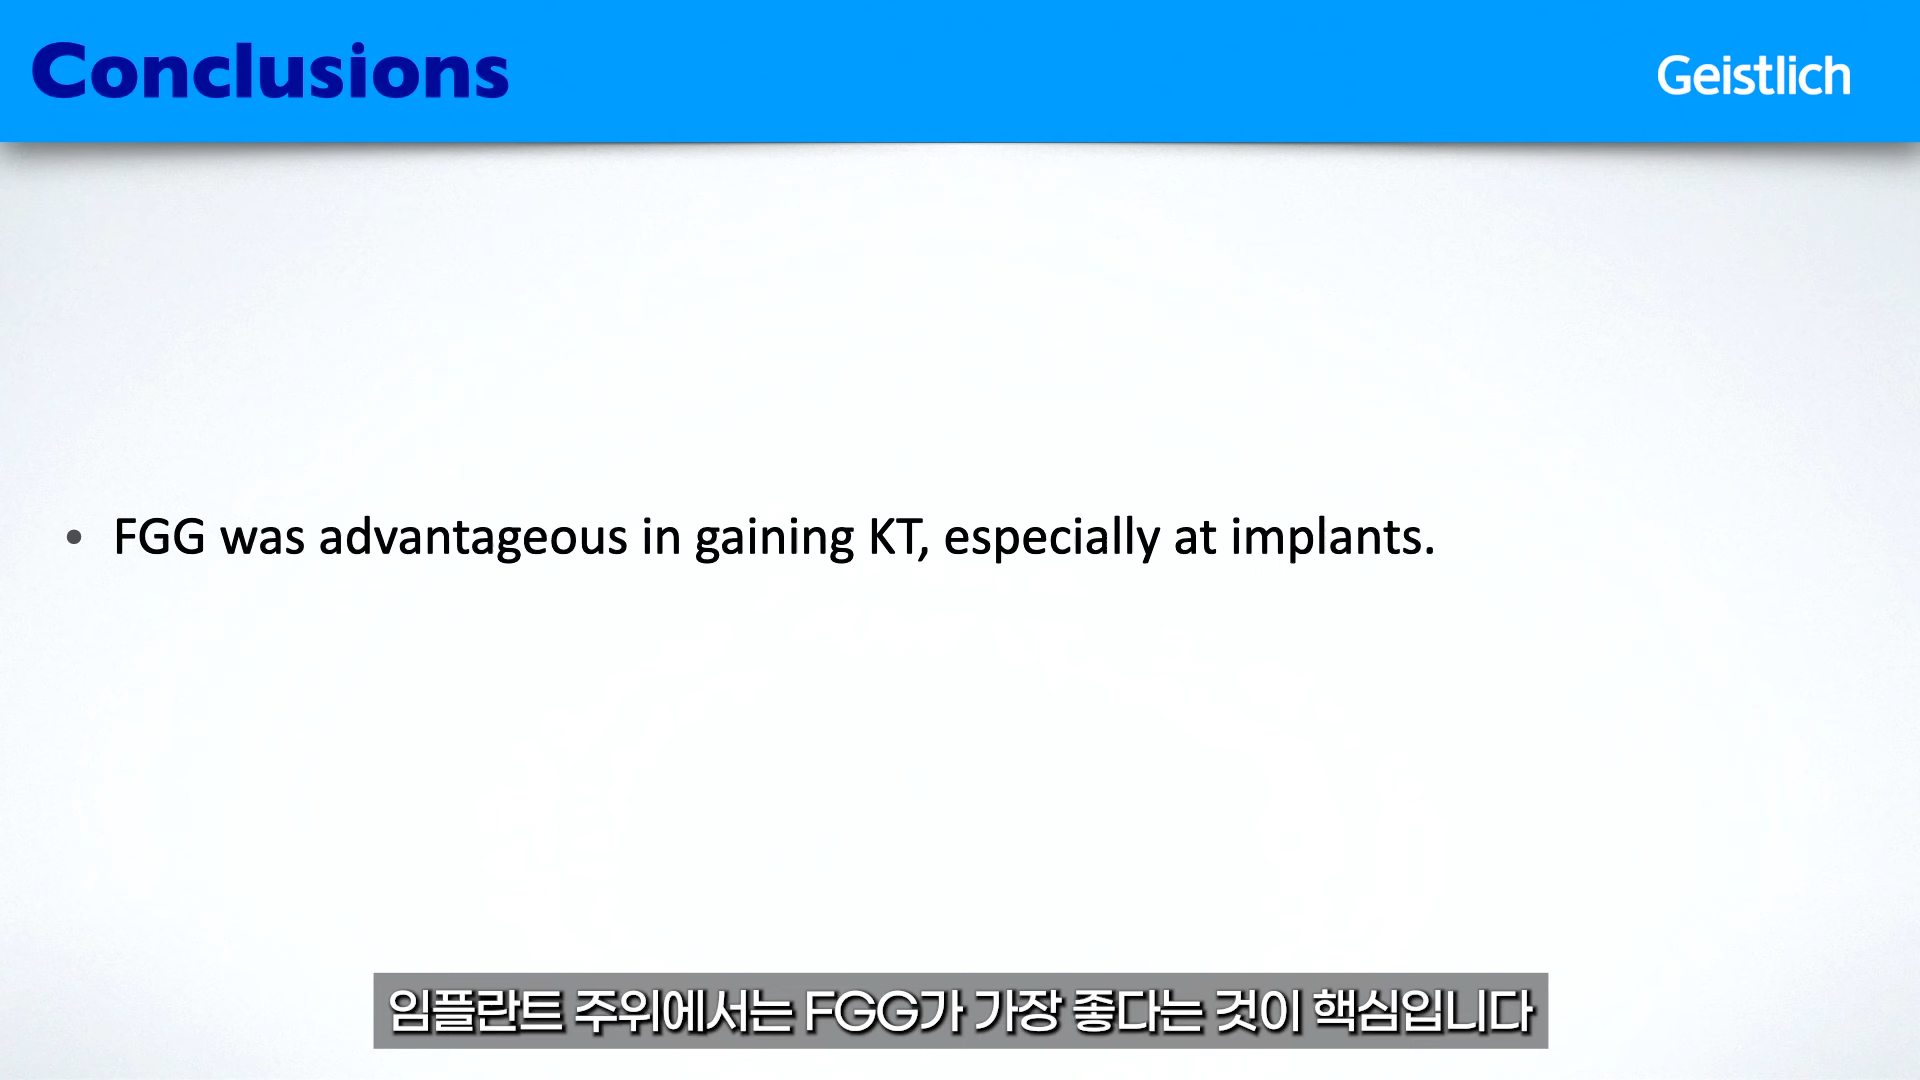 Conclusions
Geistlich
• FGG was advantageous in gaining KT, especially at implants.
임플란트 주위에서는 FGG가 가장 좋다는 것이 핵심입니다